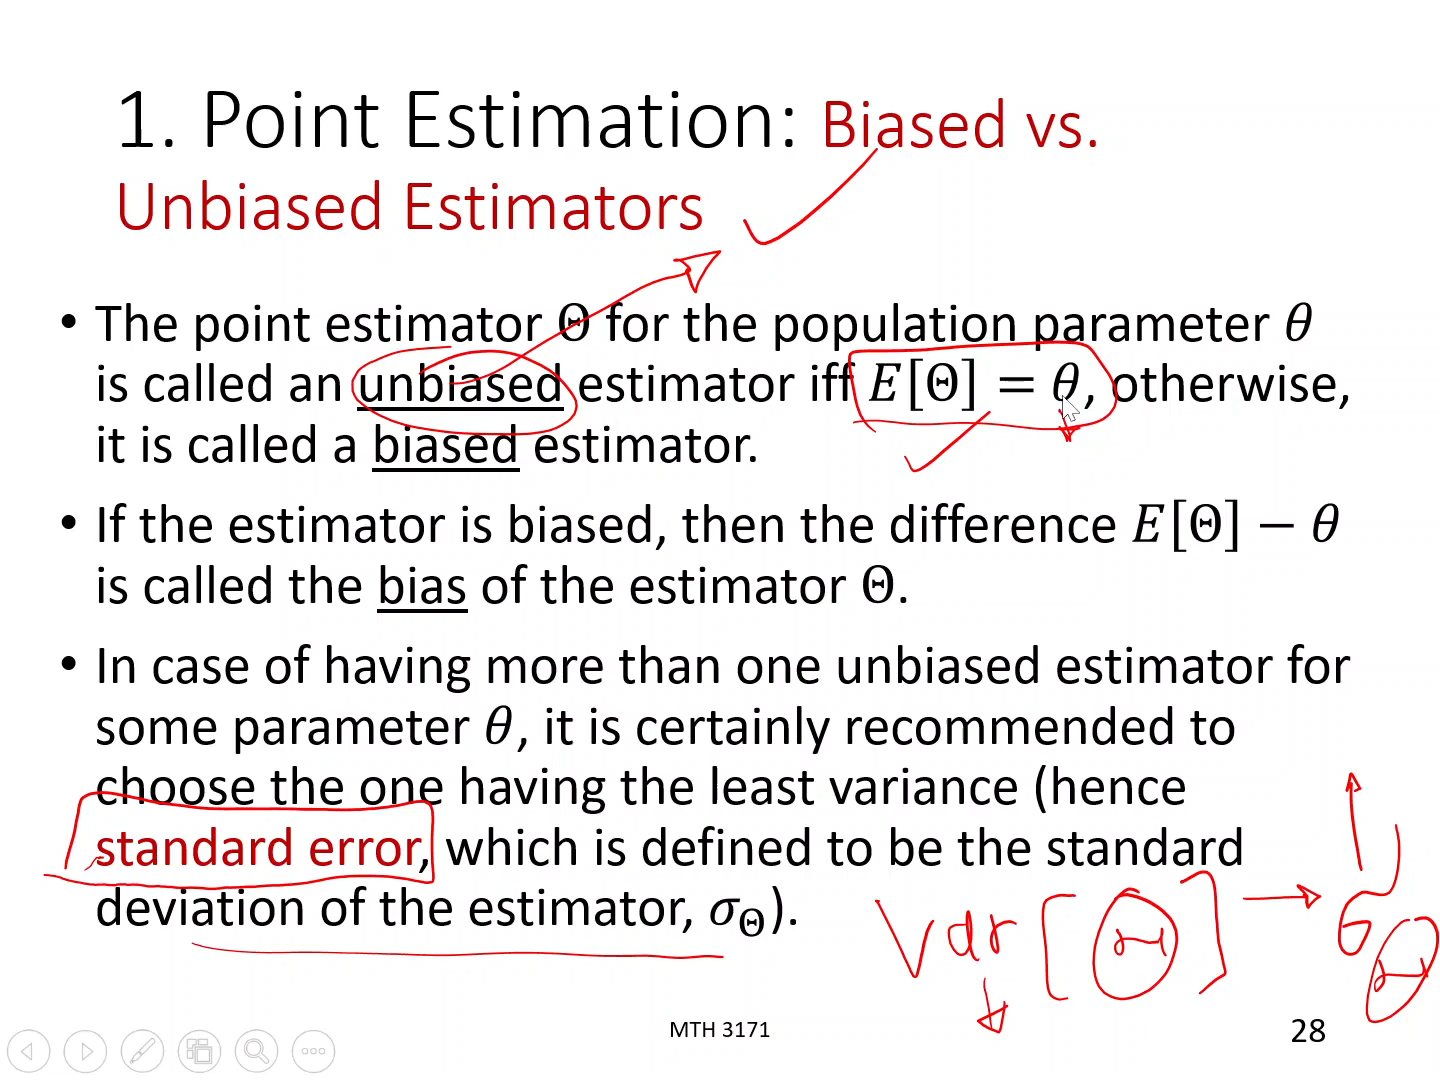 1. Point Estimation: Biased vs.
Unbiased Estimators
• The point estimator Θ for the population parameter θ
is called an unbiased estimator iff E[Θ] = θ, otherwise,
it is called a biased estimator.
• If the estimator is biased, then the difference E[Θ] − θ
is called the bias of the estimator Θ.
• In case of having more than one unbiased estimator for
some parameter θ, it is certainly recommended to
choose the one having the least variance (hence
standard error, which is defined to be the standard
deviation of the estimator, σ_Θ).
Var [Θ] → σ_Θ
MTH 3171
28